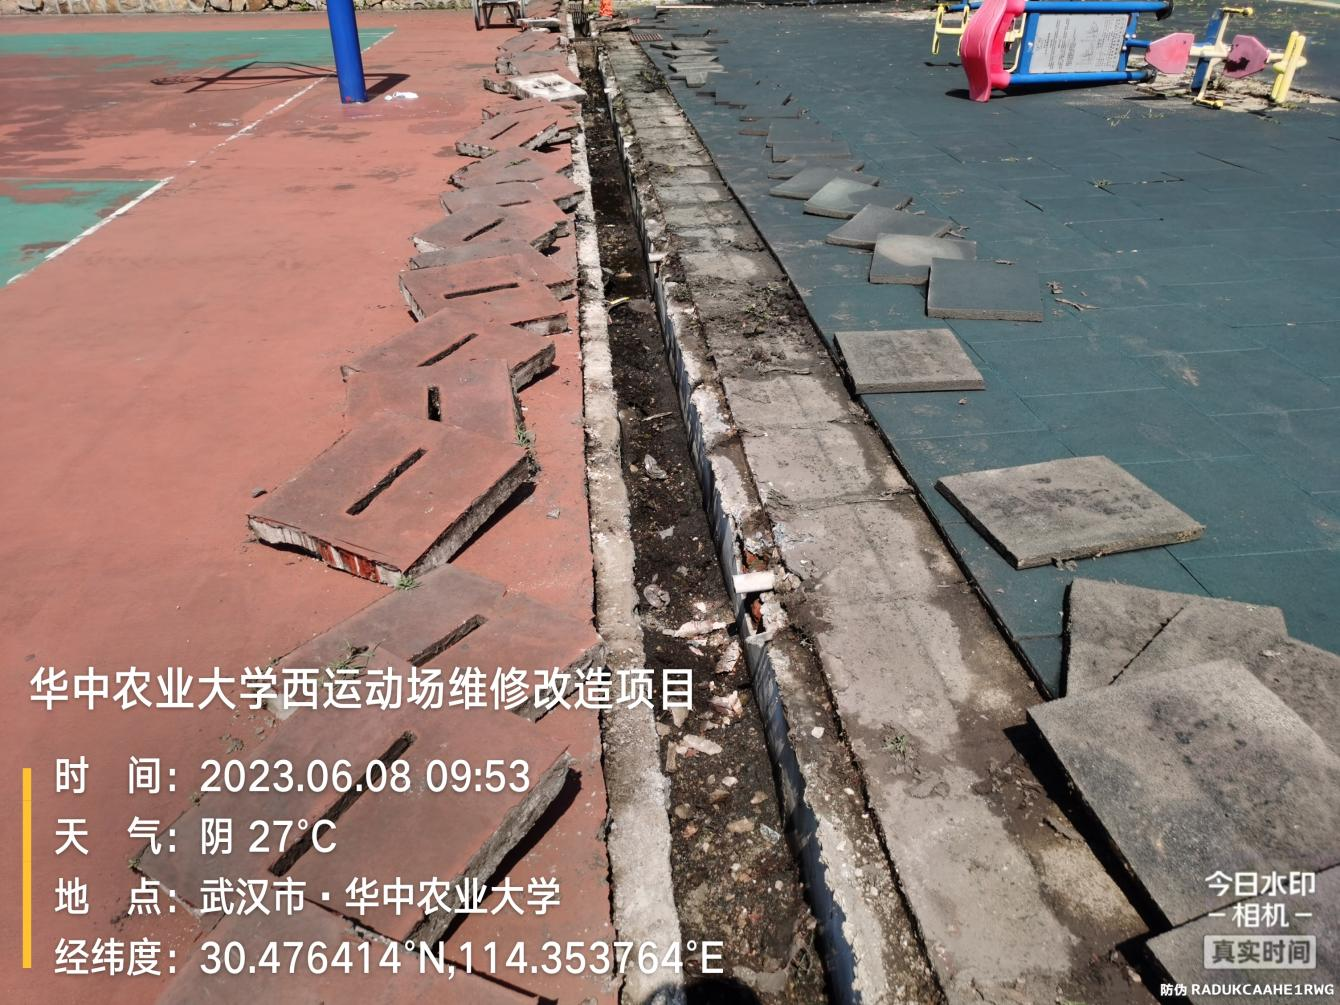 华中农业大学西运动场维修改造项目
时 间：2023.06.08 09:53
天 气：阴 27°C
地 点：武汉市·华中农业大学
经纬度：30.476414°N,114.353764°E
今日水印
－相机－
真实时间
防伪 RADUKCAAHE1RWG